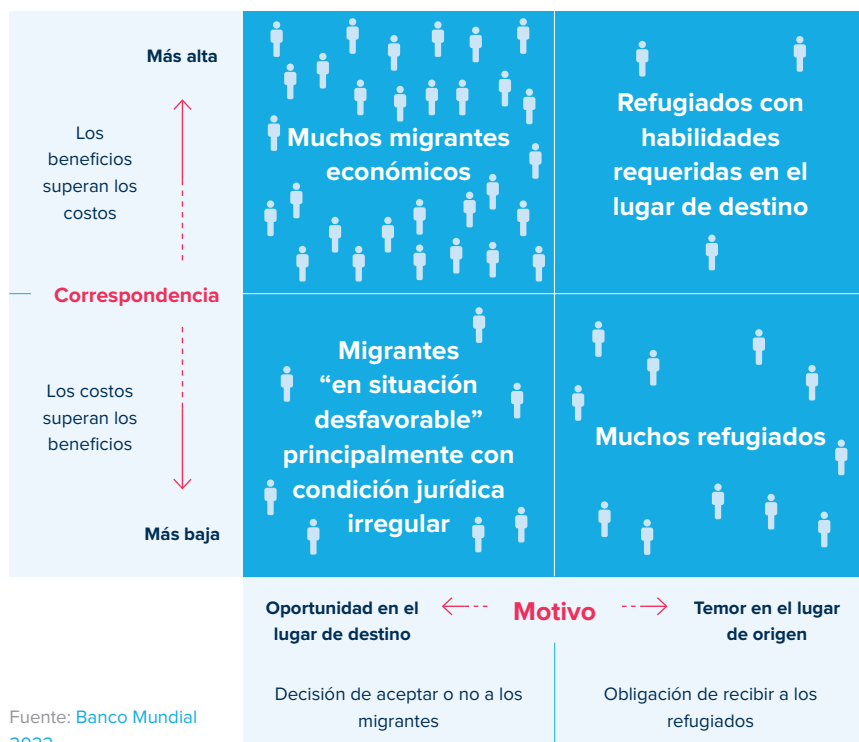 Más alta
Los
beneficios
superan los
costos
Correspondencia
Los costos
superan los
beneficios
Más baja
Muchos migrantes
económicos
Refugiados con
habilidades
requeridas en el
lugar de destino
Migrantes
“en situación
desfavorable”
principalmente con
condición jurídica
irregular
Muchos refugiados
Oportunidad en el
lugar de destino
Motivo
Temor en el lugar
de origen
Decisión de aceptar o no a los
migrantes
Obligación de recibir a los
refugiados
Fuente: Banco Mundial